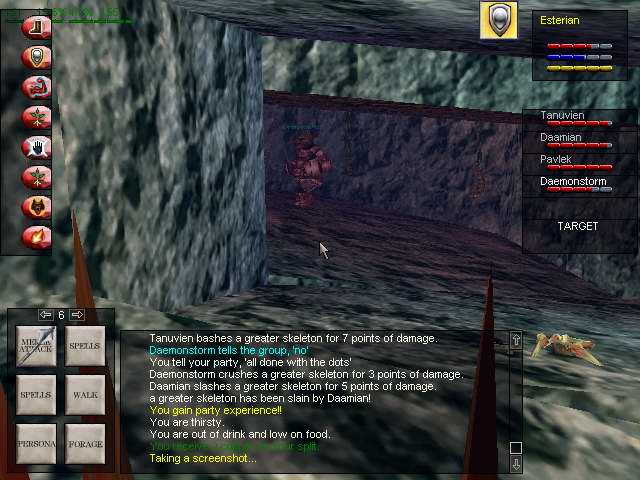 Esterian
Tanuvien
Daamian
Pavlek
Daemonstorm
TARGET
6
MELEE ATTACK
SPELLS
SPELLS
WALK
PERSONA
FORAGE
Tanuvien bashes a greater skeleton for 7 points of damage.
Daemonstorm tells the group, 'no'
You tell your party, 'all done with the dots'
Daemonstorm crushes a greater skeleton for 3 points of damage.
Daamian slashes a greater skeleton for 5 points of damage.
a greater skeleton has been slain by Daamian!
You gain party experience!!
You are thirsty.
You are out of drink and low on food.
split.
Taking a screenshot...